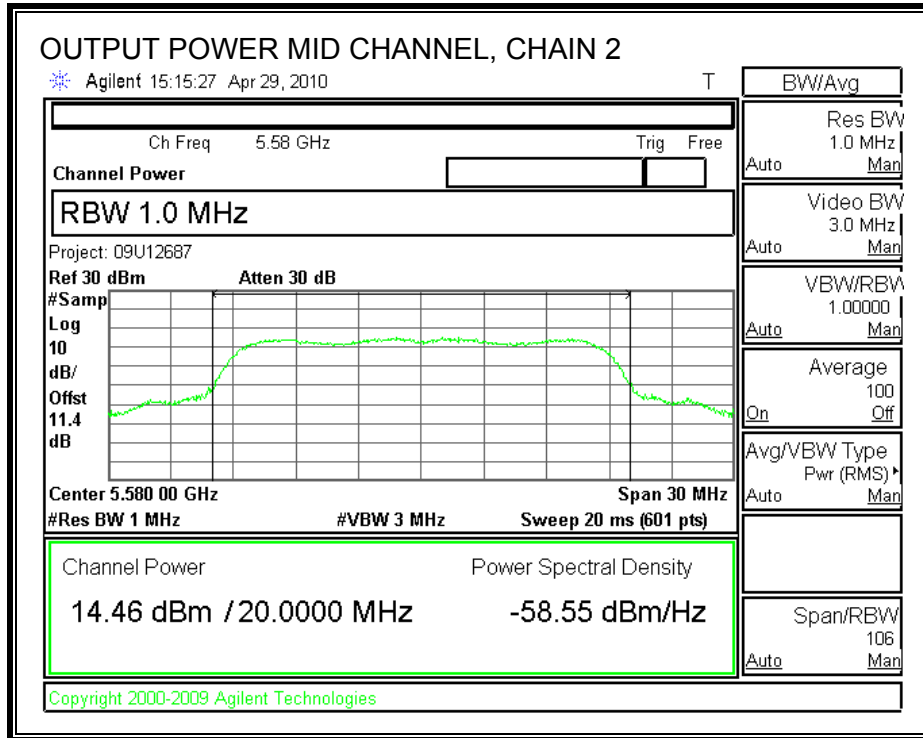 OUTPUT POWER MID CHANNEL, CHAIN 2
Agilent 15:15:27 Apr 29, 2010 T
Ch Freq 5.58 GHz Trig Free
Channel Power
RBW 1.0 MHz
Project: 09U12687
Ref 30 dBm Atten 30 dB
#Samp
Log
10
dB/
Offst
11.4
dB
Center 5.580 00 GHz Span 30 MHz
#Res BW 1 MHz #VBW 3 MHz Sweep 20 ms (601 pts)
Channel Power Power Spectral Density
14.46 dBm / 20.0000 MHz -58.55 dBm/Hz
Copyright 2000-2009 Agilent Technologies
BW/Avg
Res BW
1.0 MHz
Auto Man
Video BW
3.0 MHz
Auto Man
VBW/RBW
1.00000
Auto Man
Average
100
On Off
Avg/VBW Type
Pwr (RMS)
Auto Man
Span/RBW
106
Auto Man